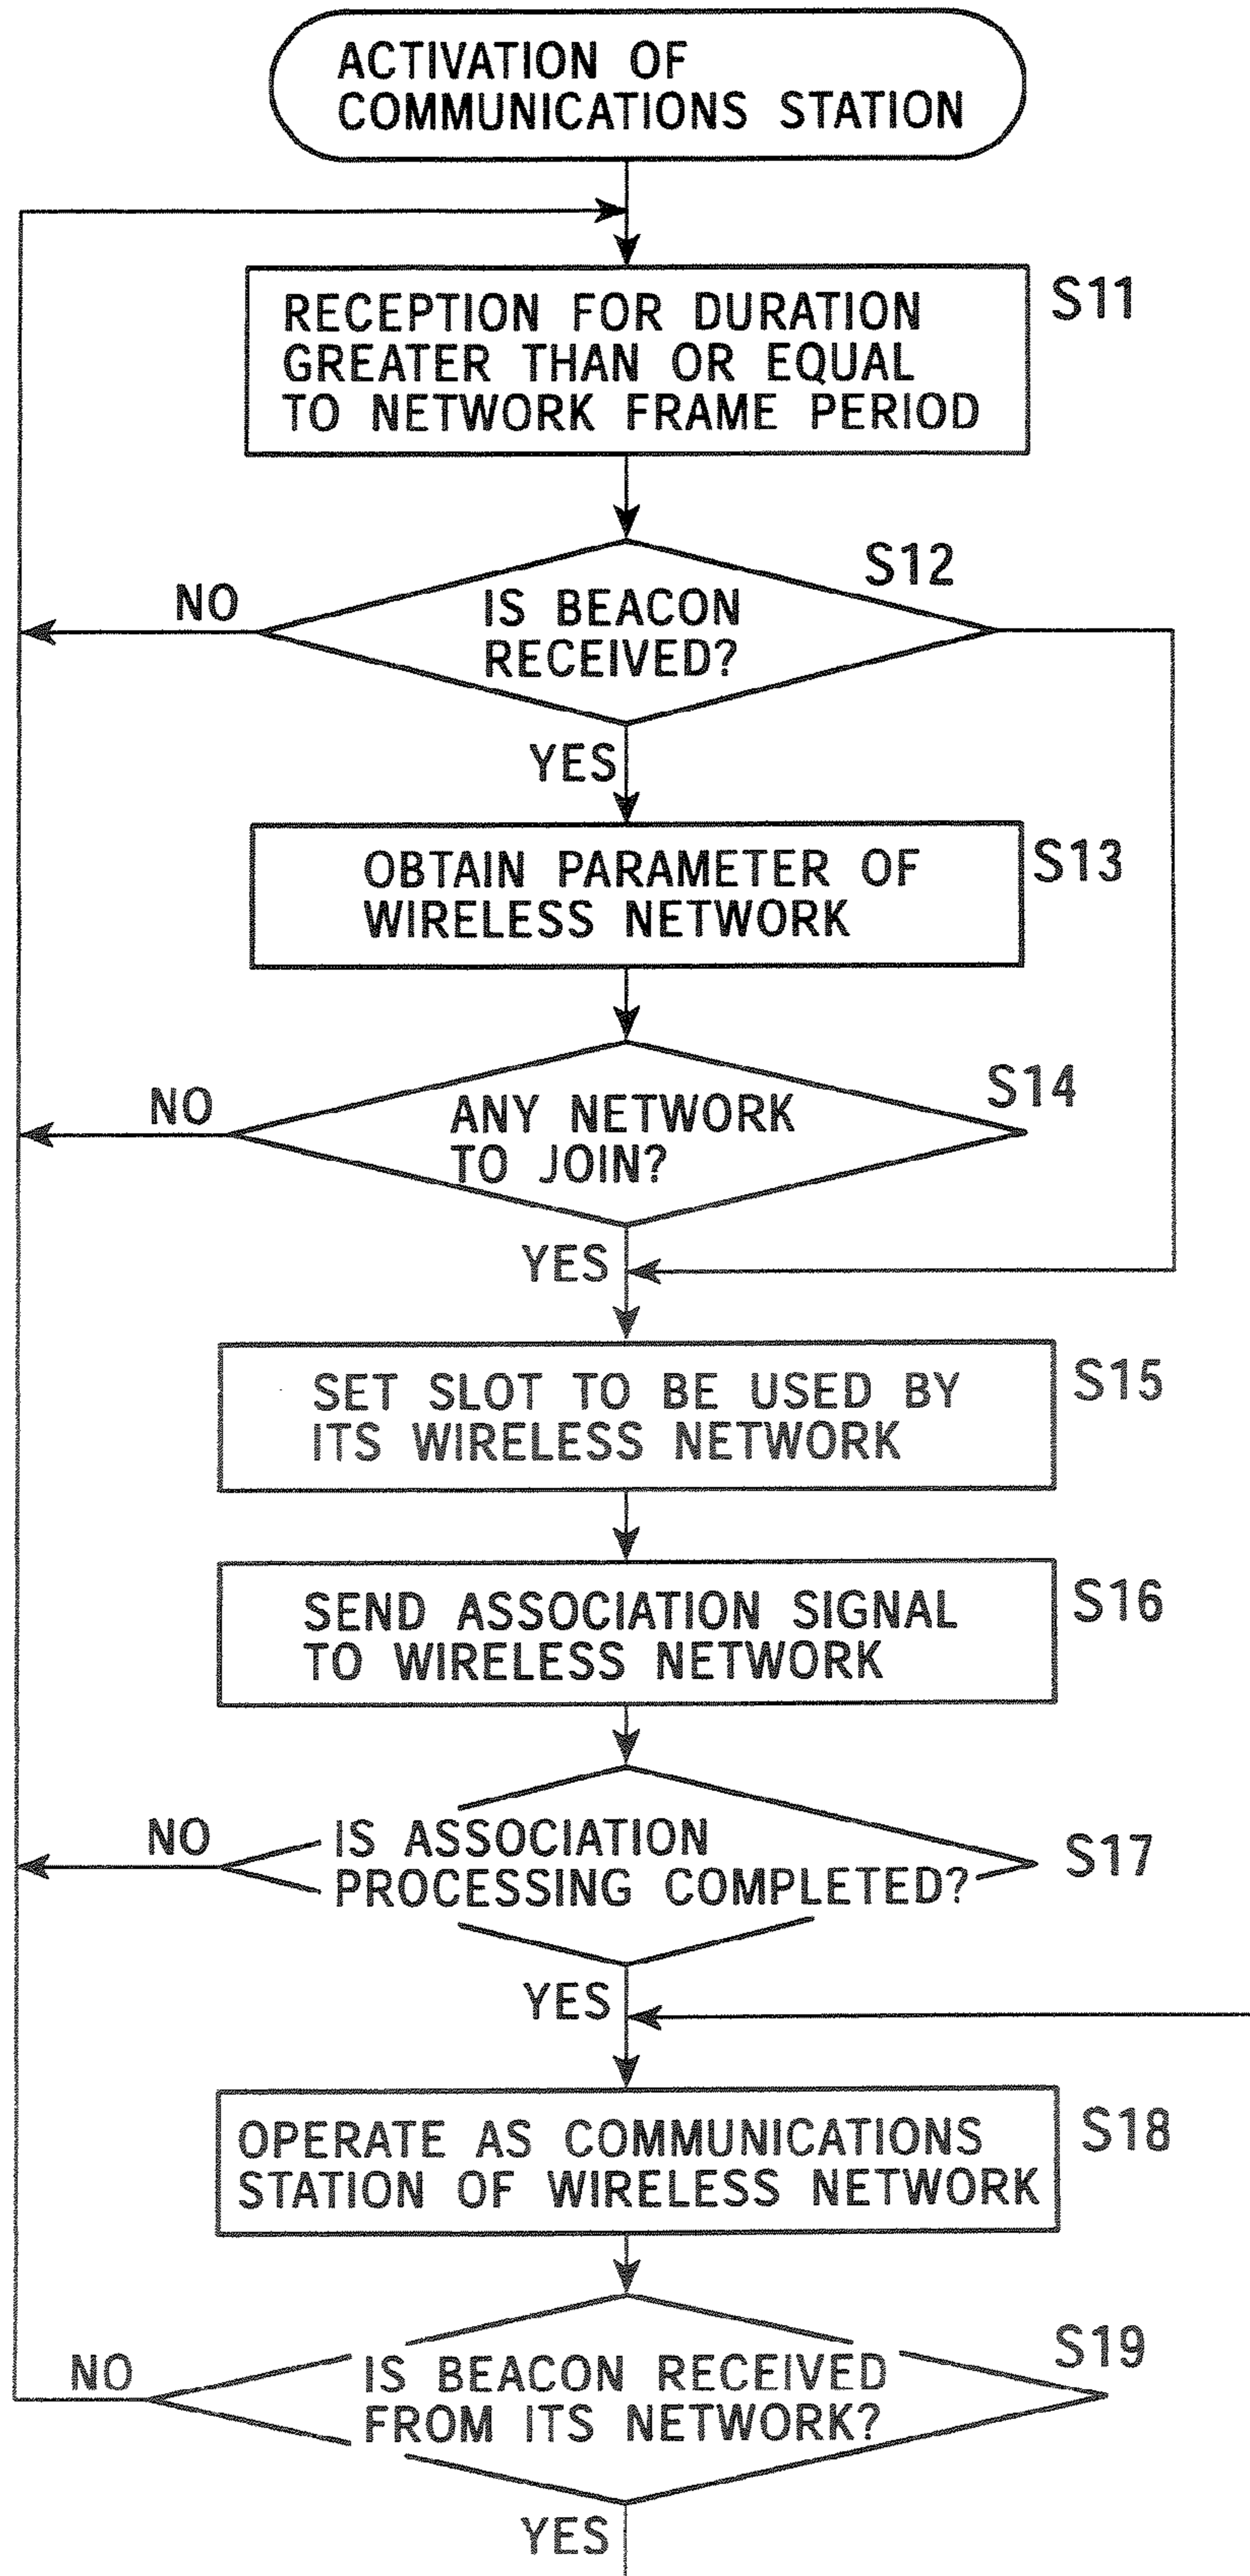 ACTIVATION OF
COMMUNICATIONS STATION
RECEPTION FOR DURATION
GREATER THAN OR EQUAL
TO NETWORK FRAME PERIOD
S11
IS BEACON
RECEIVED?
S12
NO
YES
OBTAIN PARAMETER OF
WIRELESS NETWORK
S13
ANY NETWORK
TO JOIN?
S14
NO
YES
SET SLOT TO BE USED BY
ITS WIRELESS NETWORK
S15
SEND ASSOCIATION SIGNAL
TO WIRELESS NETWORK
S16
IS ASSOCIATION
PROCESSING COMPLETED?
S17
NO
YES
OPERATE AS COMMUNICATIONS
STATION OF WIRELESS NETWORK
S18
IS BEACON RECEIVED
FROM ITS NETWORK?
S19
NO
YES